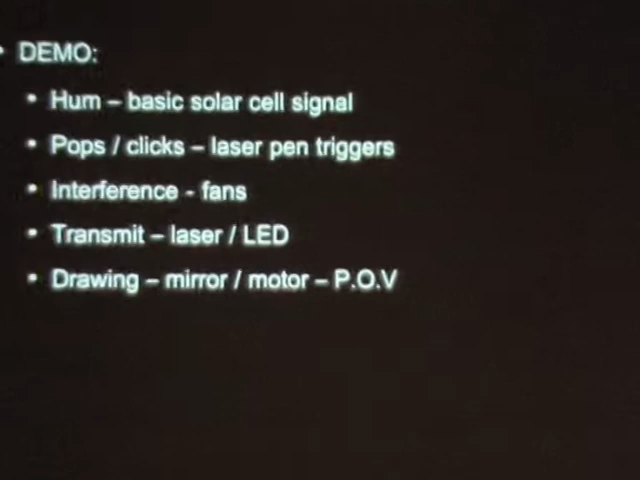 • DEMO:
• Hum – basic solar cell signal
• Pops / clicks – laser pen triggers
• Interference - fans
• Transmit – laser / LED
• Drawing – mirror / motor – P.O.V